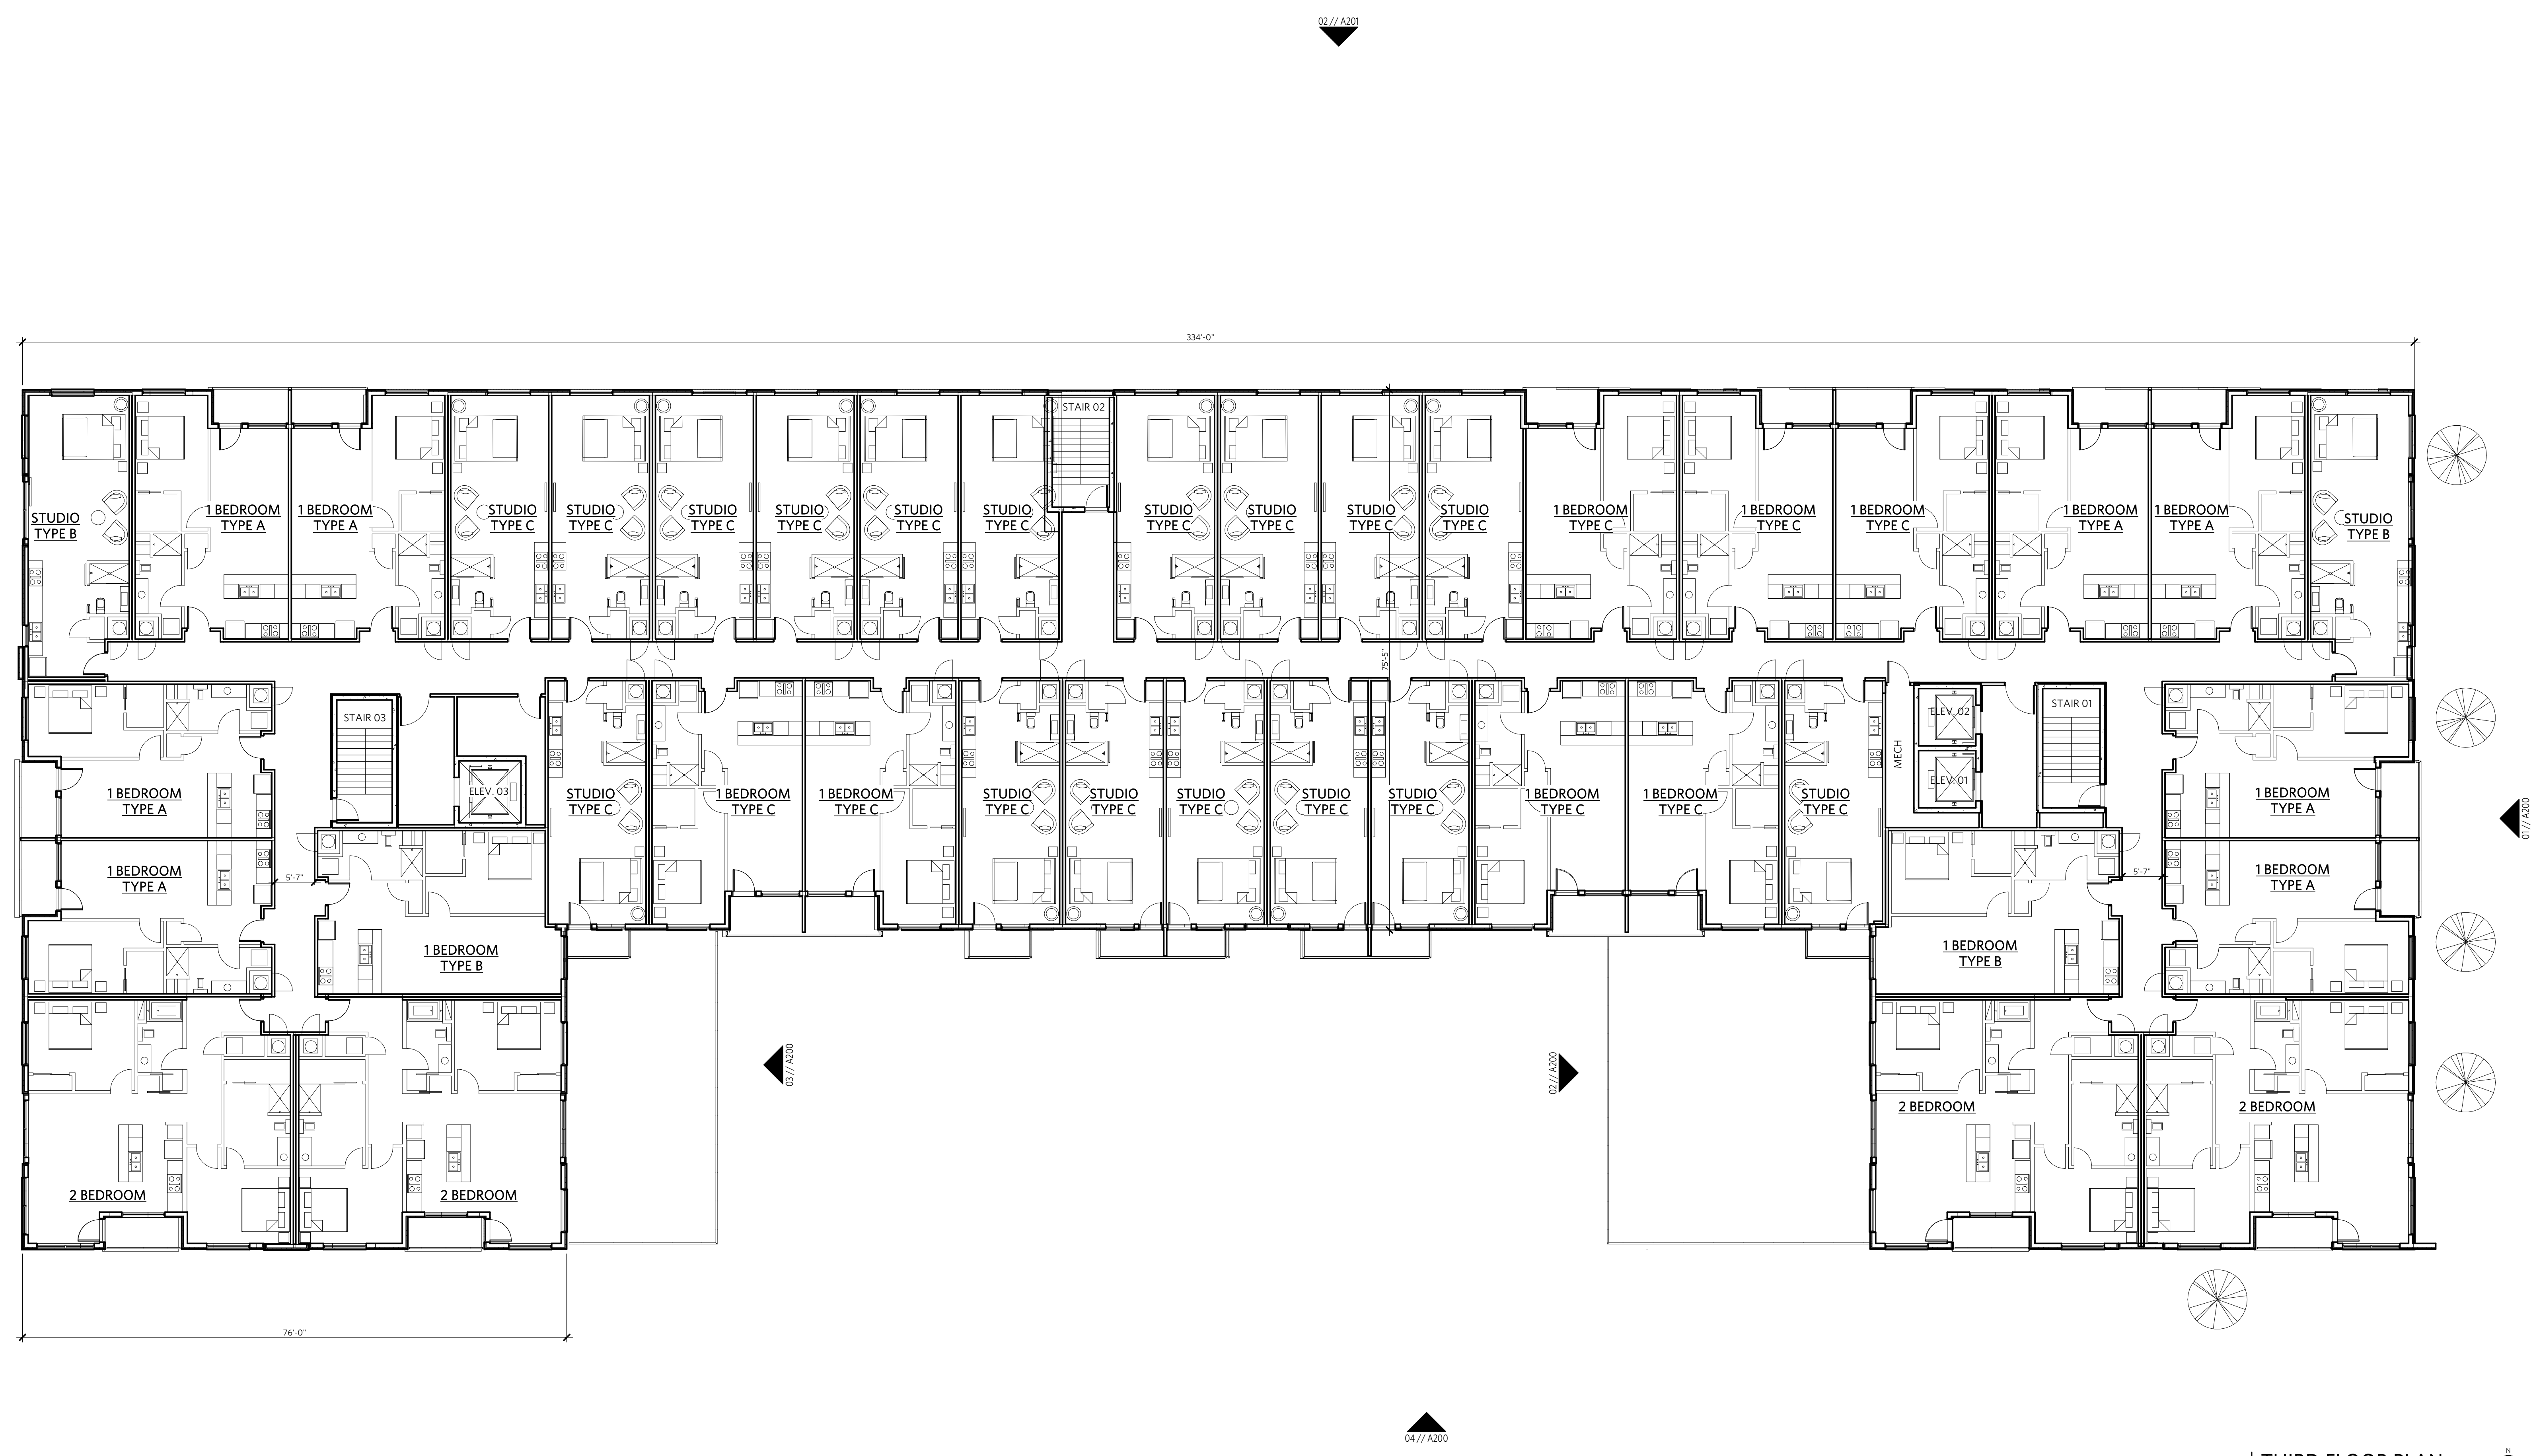 02 // A201
334'-0"
STAIR 02
STUDIO
TYPE B
1 BEDROOM
TYPE A
1 BEDROOM
TYPE A
STUDIO
TYPE C
STUDIO
TYPE C
STUDIO
TYPE C
STUDIO
TYPE C
STUDIO
TYPE C
STUDIO
TYPE C
STUDIO
TYPE C
STUDIO
TYPE C
STUDIO
TYPE C
STUDIO
TYPE C
1 BEDROOM
TYPE C
1 BEDROOM
TYPE C
1 BEDROOM
TYPE C
1 BEDROOM
TYPE A
1 BEDROOM
TYPE A
STUDIO
TYPE B
75'-5"
STAIR 03
ELEV. 03
ELEV. 02
ELEV. 01
MECH
STAIR 01
1 BEDROOM
TYPE A
STUDIO
TYPE C
1 BEDROOM
TYPE C
1 BEDROOM
TYPE C
STUDIO
TYPE C
STUDIO
TYPE C
STUDIO
TYPE C
STUDIO
TYPE C
STUDIO
TYPE C
1 BEDROOM
TYPE C
1 BEDROOM
TYPE C
STUDIO
TYPE C
1 BEDROOM
TYPE A
01 // A200
1 BEDROOM
TYPE A
5'-7"
5'-7"
1 BEDROOM
TYPE A
1 BEDROOM
TYPE B
1 BEDROOM
TYPE B
03 // A200
02 // A200
2 BEDROOM
2 BEDROOM
2 BEDROOM
2 BEDROOM
76'-0"
04 // A200
THIRD FLOOR PLAN
N